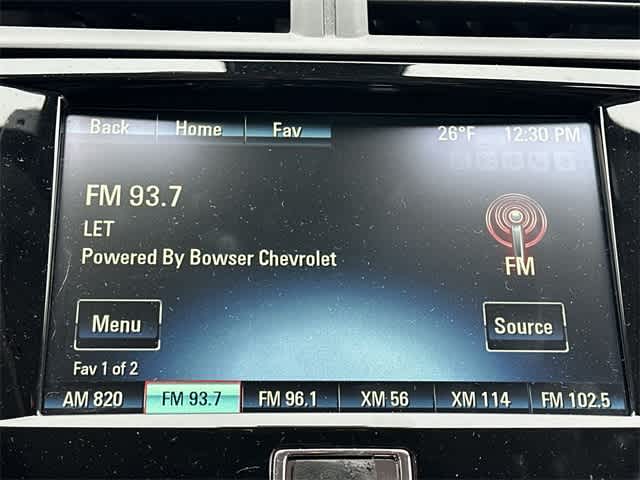 Back Home Fav 26°F 12:30 PM
FM 93.7
LET
Powered By Bowser Chevrolet
FM
Menu Source
Fav 1 of 2
AM 820 FM 93.7 FM 96.1 XM 56 XM 114 FM 102.5